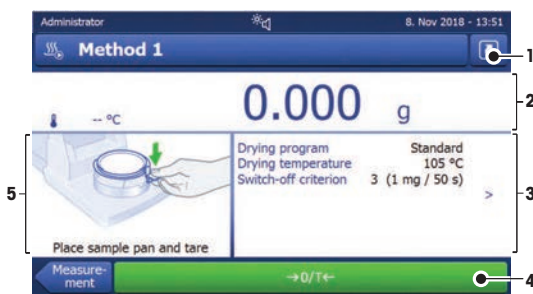 Administrator 8. Nov 2018 - 13:51
Method 1
1
-- °C 0.000 g
2
Drying program Standard
Drying temperature 105 °C
Switch-off criterion 3 (1 mg / 50 s)
>
3
5
Place sample pan and tare
Measure-
ment
→0/T←
4